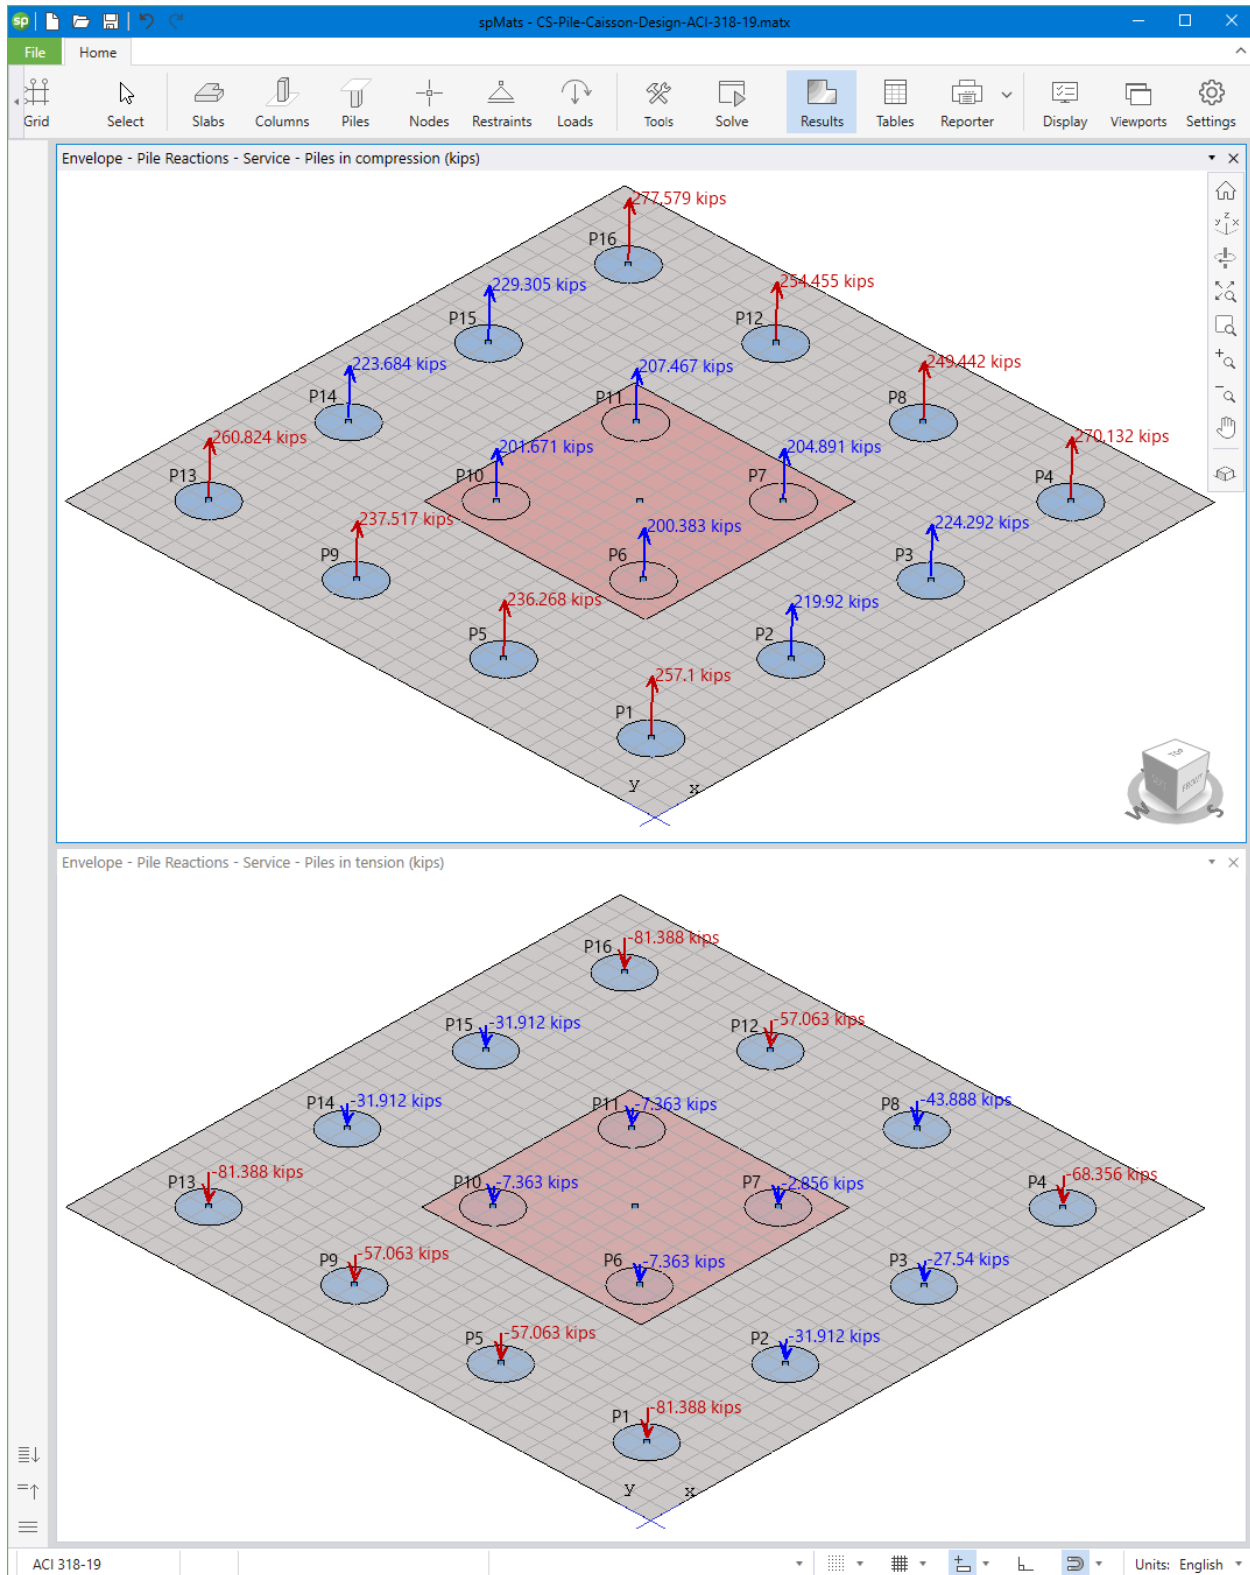 sp spMats - CS-Pile-Caisson-Design-ACI-318-19.matx
File Home
Grid Select Slabs Columns Piles Nodes Restraints Loads Tools Solve Results Tables Reporter Display Viewports Settings
Envelope - Pile Reactions - Service - Piles in compression (kips)
277.579 kips
P16
229.305 kips
254.455 kips
P15
P12
223.684 kips
207.467 kips
249.442 kips
P14
P11
P8
260.824 kips
201.671 kips
204.891 kips
270.132 kips
P13
P10
P7
P4
237.517 kips
200.383 kips
224.292 kips
P9
P6
P3
236.268 kips
219.92 kips
P5
P2
257.1 kips
P1
y x
z
y x
TOP
LEFT
FRONT
W S
Envelope - Pile Reactions - Service - Piles in tension (kips)
-81.388 kips
P16
-31.912 kips
-57.063 kips
P15
P12
-31.912 kips
-7.363 kips
-43.888 kips
P14
P11
P8
-81.388 kips
-7.363 kips
-2.856 kips
-68.356 kips
P13
P10
P7
P4
-57.063 kips
-7.363 kips
-27.54 kips
P9
P6
P3
-57.063 kips
-31.912 kips
P5
P2
-81.388 kips
P1
y x
ACI 318-19 Units: English